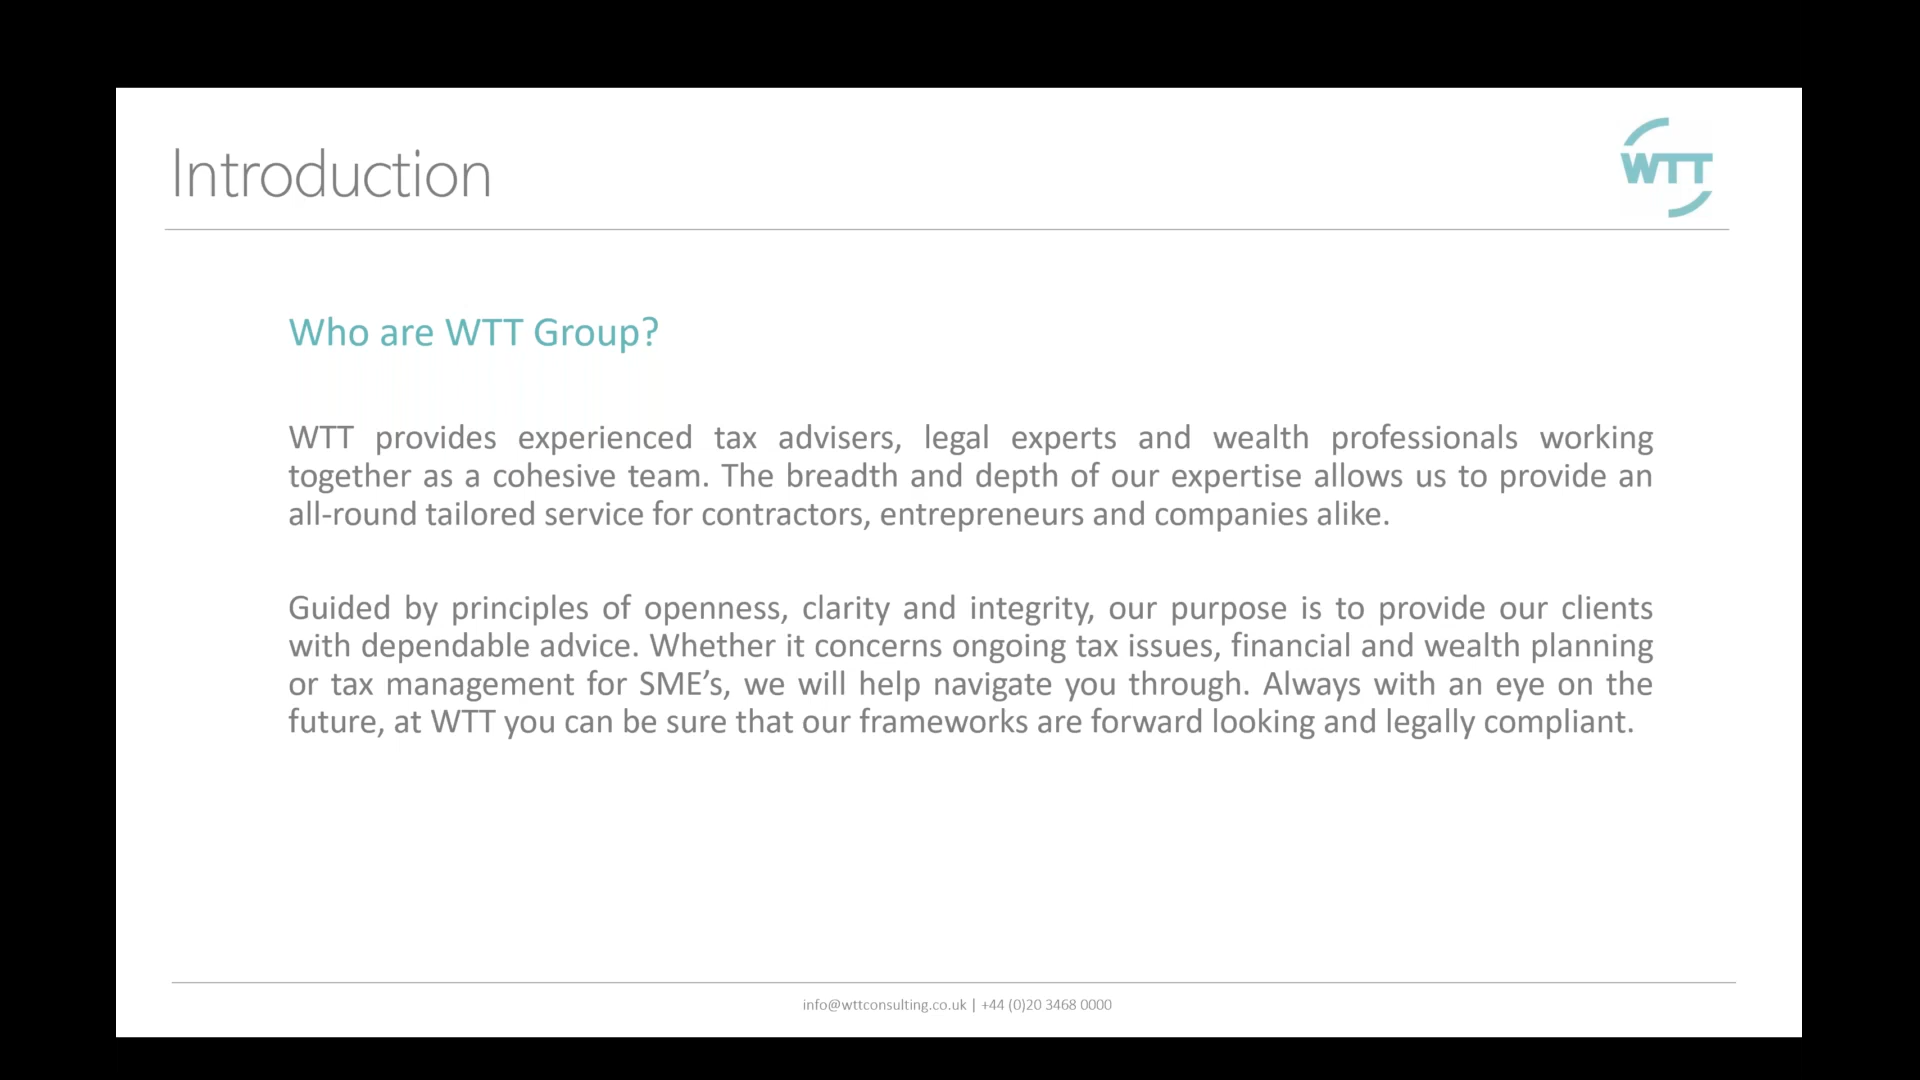 Introduction
WTT
Who are WTT Group?
WTT provides experienced tax advisers, legal experts and wealth professionals working
together as a cohesive team. The breadth and depth of our expertise allows us to provide an
all-round tailored service for contractors, entrepreneurs and companies alike.
Guided by principles of openness, clarity and integrity, our purpose is to provide our clients
with dependable advice. Whether it concerns ongoing tax issues, financial and wealth planning
or tax management for SME’s, we will help navigate you through. Always with an eye on the
future, at WTT you can be sure that our frameworks are forward looking and legally compliant.
info@wttconsulting.co.uk | +44 (0)20 3468 0000